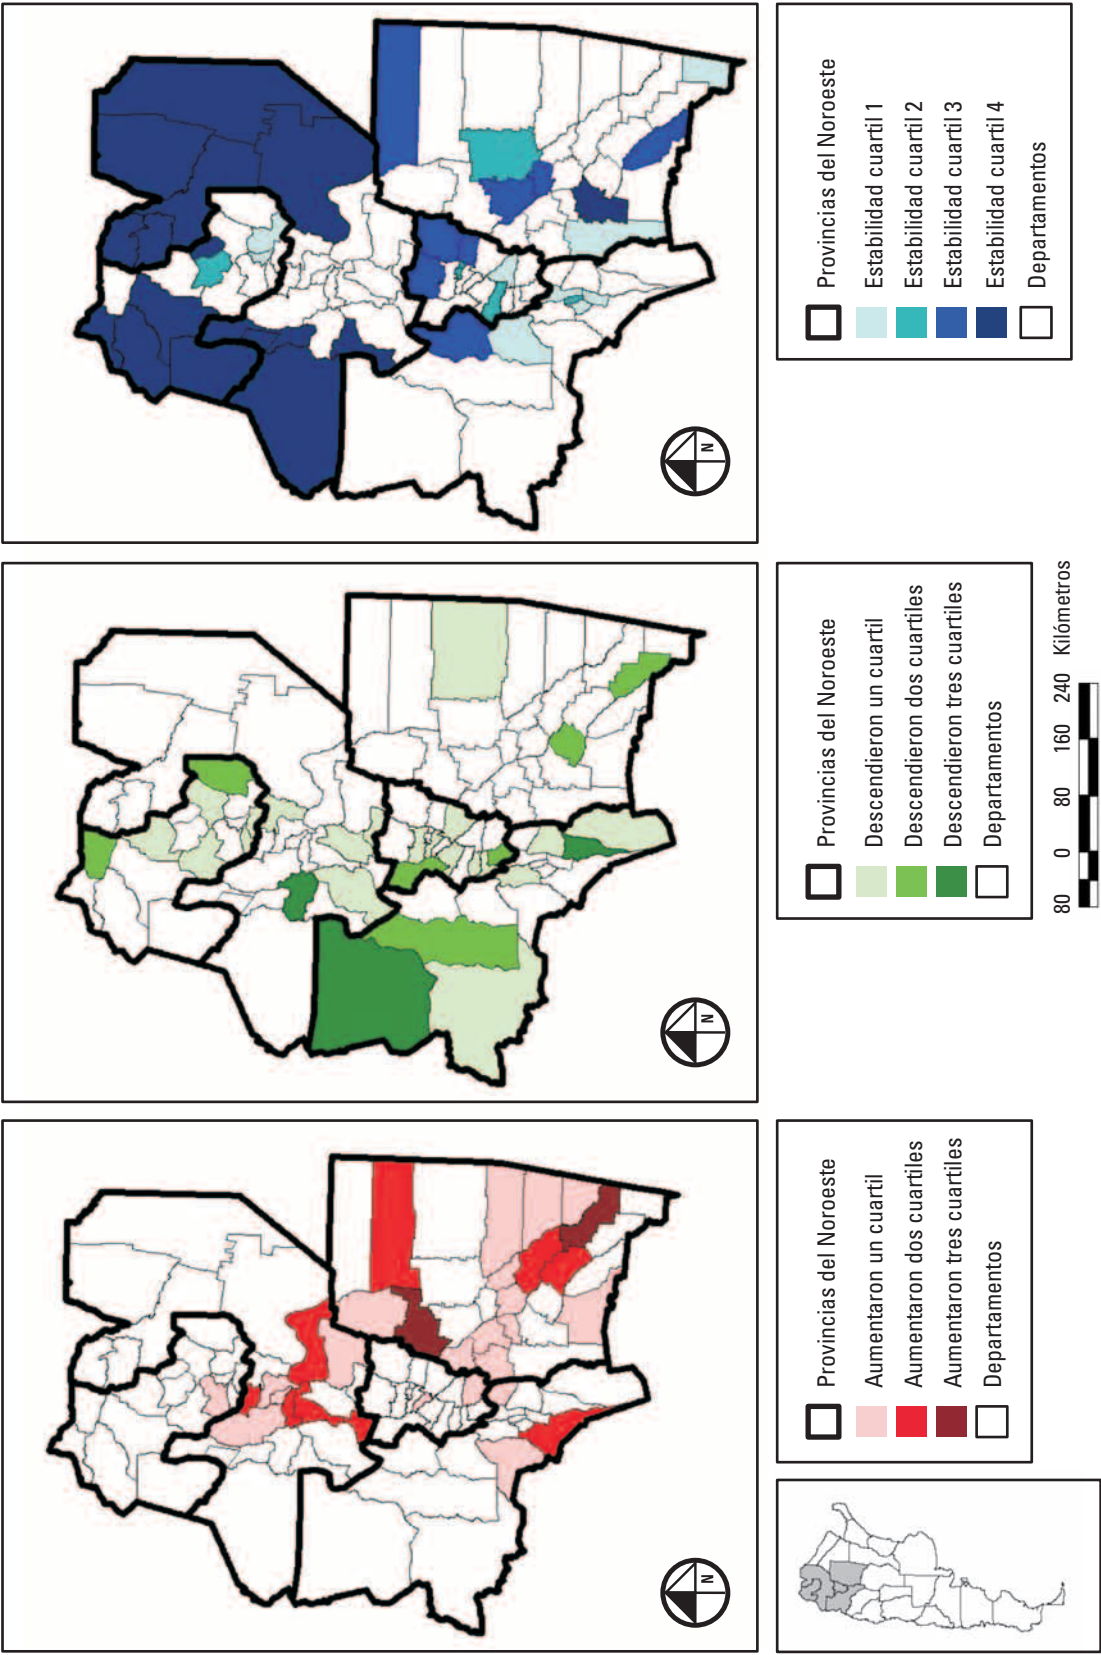 N
N
N
Provincias del Noroeste
Aumentaron un cuartil
Aumentaron dos cuartiles
Aumentaron tres cuartiles
Departamentos
Provincias del Noroeste
Descendieron un cuartil
Descendieron dos cuartiles
Descendieron tres cuartiles
Departamentos
Provincias del Noroeste
Estabilidad cuartil 1
Estabilidad cuartil 2
Estabilidad cuartil 3
Estabilidad cuartil 4
Departamentos
80 0 80 160 240 Kilómetros